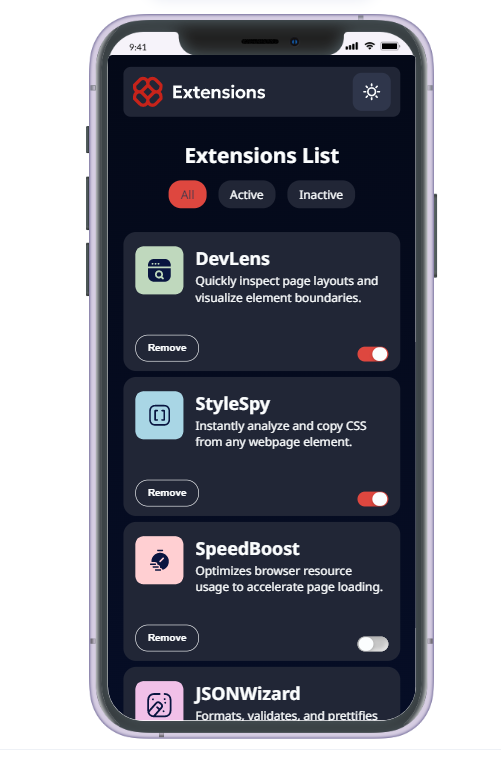 9:41
Extensions
Extensions List
All
Active
Inactive
DevLens
Quickly inspect page layouts and
visualize element boundaries.
Remove
StyleSpy
Instantly analyze and copy CSS
from any webpage element.
Remove
SpeedBoost
Optimizes browser resource
usage to accelerate page loading.
Remove
JSONWizard
Formats, validates, and prettifies